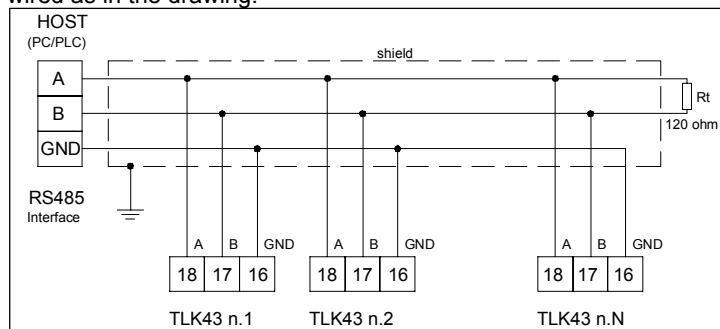 wired as in the drawing.
HOST
(PC/PLC)
shield
A
B
GND
Rt
120 ohm
RS485
Interface
A B GND
18 17 16
TLK43 n.1
A B GND
18 17 16
TLK43 n.2
A B GND
18 17 16
TLK43 n.N